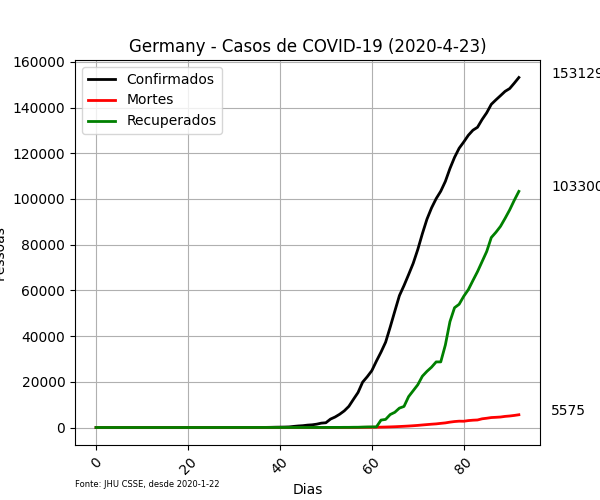 Germany - Casos de COVID-19 (2020-4-23)
160000
140000
120000
100000
80000
60000
40000
20000
0
Confirmados
Mortes
Recuperados
153129
103300
5575
0
20
40
60
80
Dias
Fonte: JHU CSSE, desde 2020-1-22